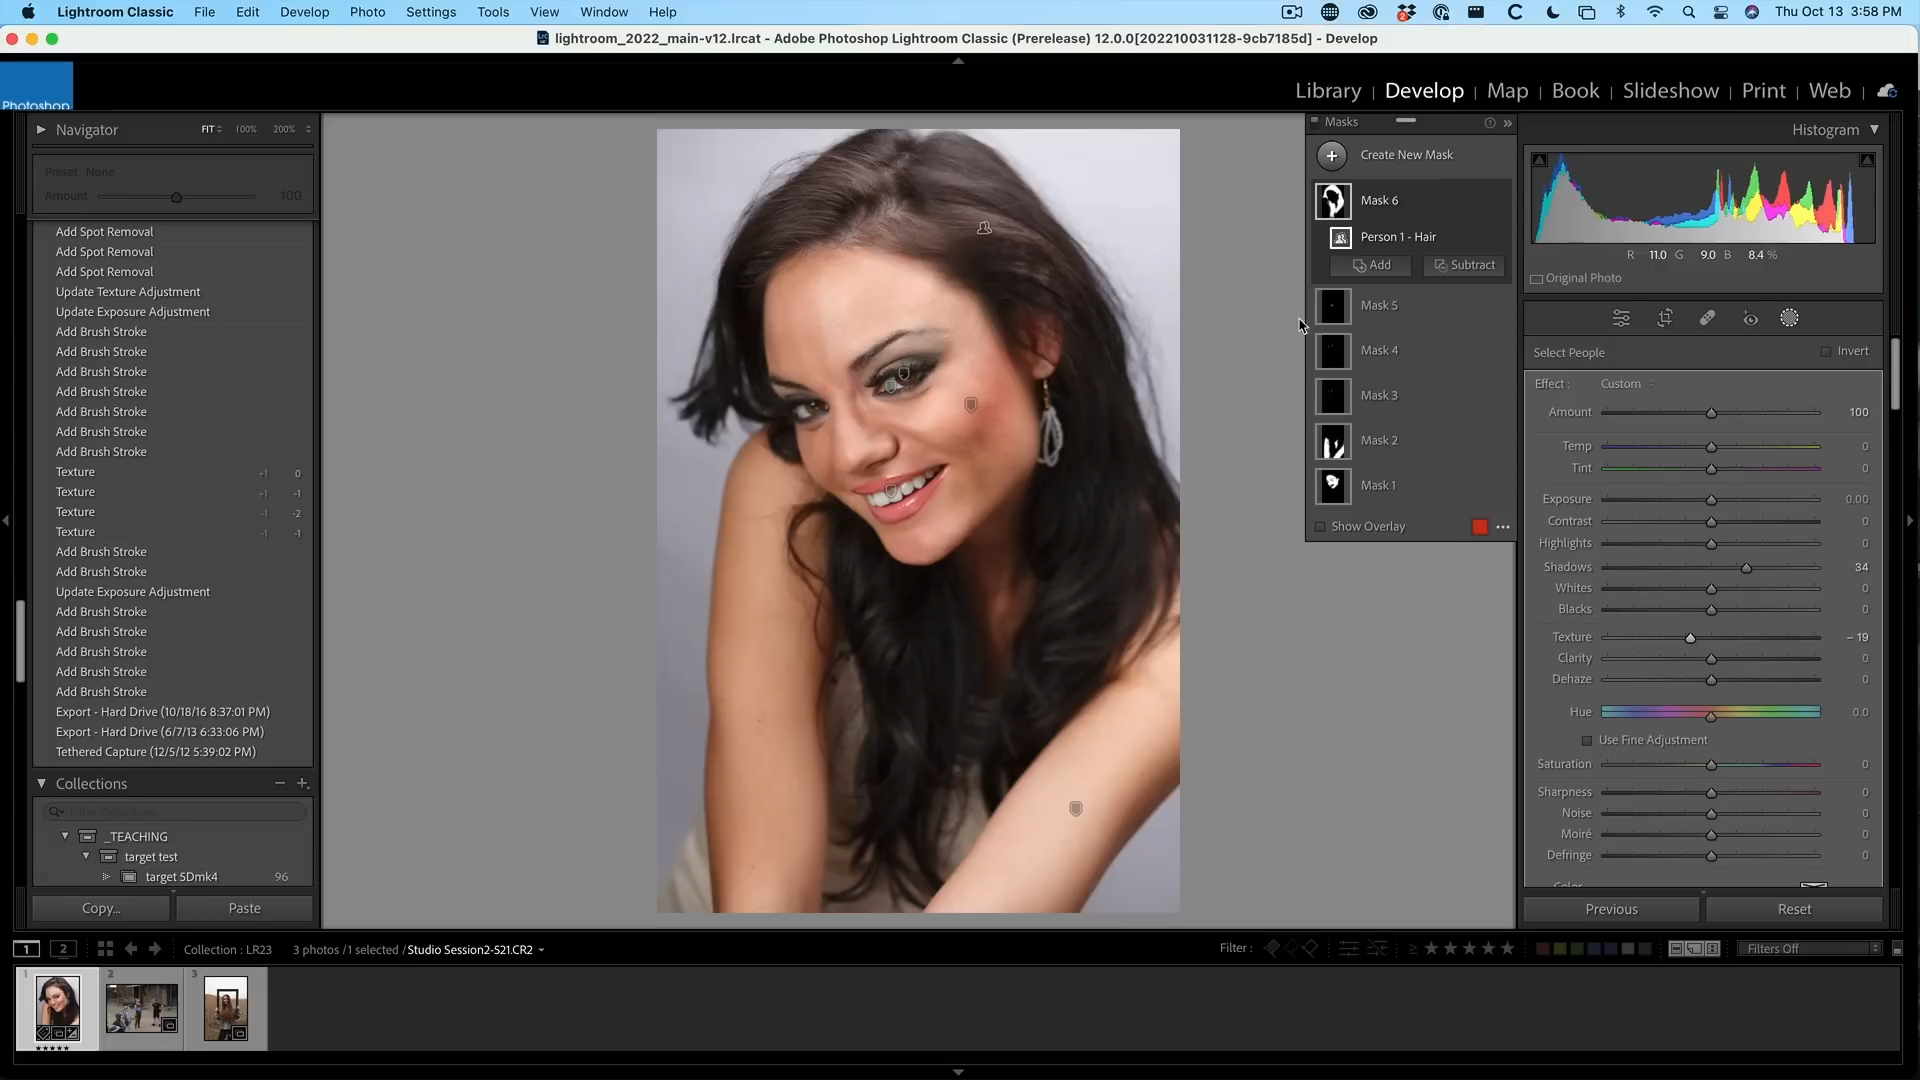 Lightroom Classic File Edit Develop Photo Settings Tools View Window Help Thu Oct 13 3:58 PM
lightroom_2022_main-v12.lrcat - Adobe Photoshop Lightroom Classic (Prerelease) 12.0.0[202210031128-9cb7185d] - Develop
Photoshop
Library | Develop | Map | Book | Slideshow | Print | Web |
Navigator FIT 100% 200%
Preset None
Amount 100
Add Spot Removal
Add Spot Removal
Add Spot Removal
Update Texture Adjustment
Update Exposure Adjustment
Add Brush Stroke
Add Brush Stroke
Add Brush Stroke
Add Brush Stroke
Add Brush Stroke
Add Brush Stroke
Add Brush Stroke
Texture +1 0
Texture +1 -1
Texture -1 -2
Texture -1 -1
Add Brush Stroke
Add Brush Stroke
Update Exposure Adjustment
Add Brush Stroke
Add Brush Stroke
Add Brush Stroke
Add Brush Stroke
Add Brush Stroke
Export - Hard Drive (10/18/16 8:37:01 PM)
Export - Hard Drive (6/7/13 6:33:06 PM)
Tethered Capture (12/5/12 5:39:02 PM)
Collections
_TEACHING
target test
target 5Dmk4 96
Copy... Paste
Masks
Create New Mask
Mask 6
Person 1 - Hair
Add Subtract
Mask 5
Mask 4
Mask 3
Mask 2
Mask 1
Show Overlay
Histogram
R 11.0 G 9.0 B 8.4 %
Original Photo
Select People Invert
Effect : Custom
Amount 100
Temp 0
Tint 0
Exposure 0.00
Contrast 0
Highlights 0
Shadows 34
Whites 0
Blacks 0
Texture – 19
Clarity 0
Dehaze 0
Hue 0.0
Use Fine Adjustment
Saturation 0
Sharpness 0
Noise 0
Moiré 0
Defringe 0
Color
Previous Reset
1 2 Collection : LR23 3 photos /1 selected /Studio Session2-521.CR2 Filter : Filters Off
1 2 3